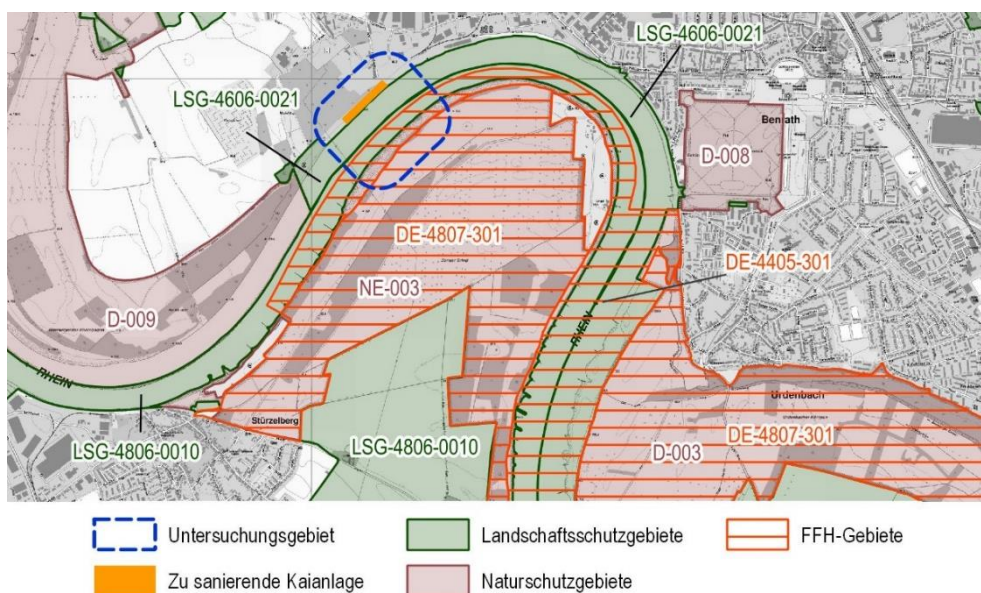 LSG-4606-0021
LSG-4606-0021
Benrath
D-008
DE-4807-301
DE-4405-301
NE-003
D-009
RHEIN
RHEIN
Stürzelberg
Urdenbach
LSG-4806-0010
LSG-4806-0010
DE-4807-301
D-003
Untersuchungsgebiet
Landschaftsschutzgebiete
FFH-Gebiete
Zu sanierende Kaianlage
Naturschutzgebiete